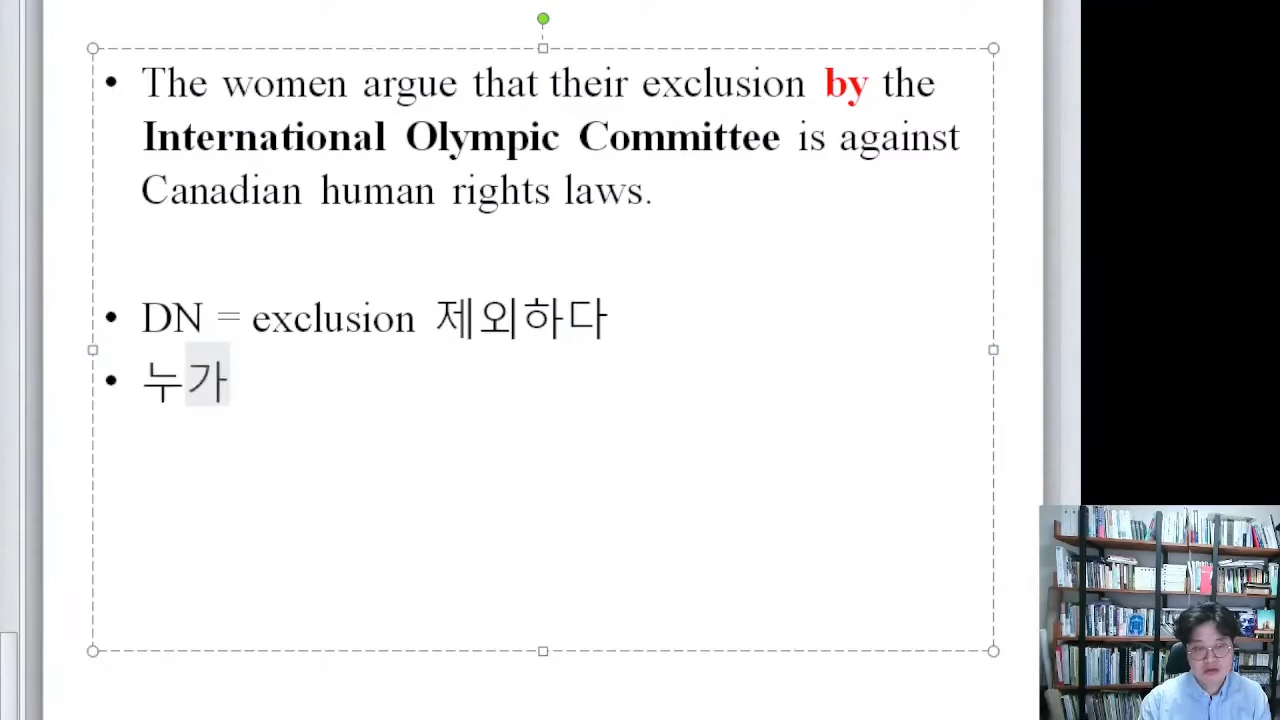 • The women argue that their exclusion by the
International Olympic Committee is against
Canadian human rights laws.
• DN = exclusion 제외하다
• 누가